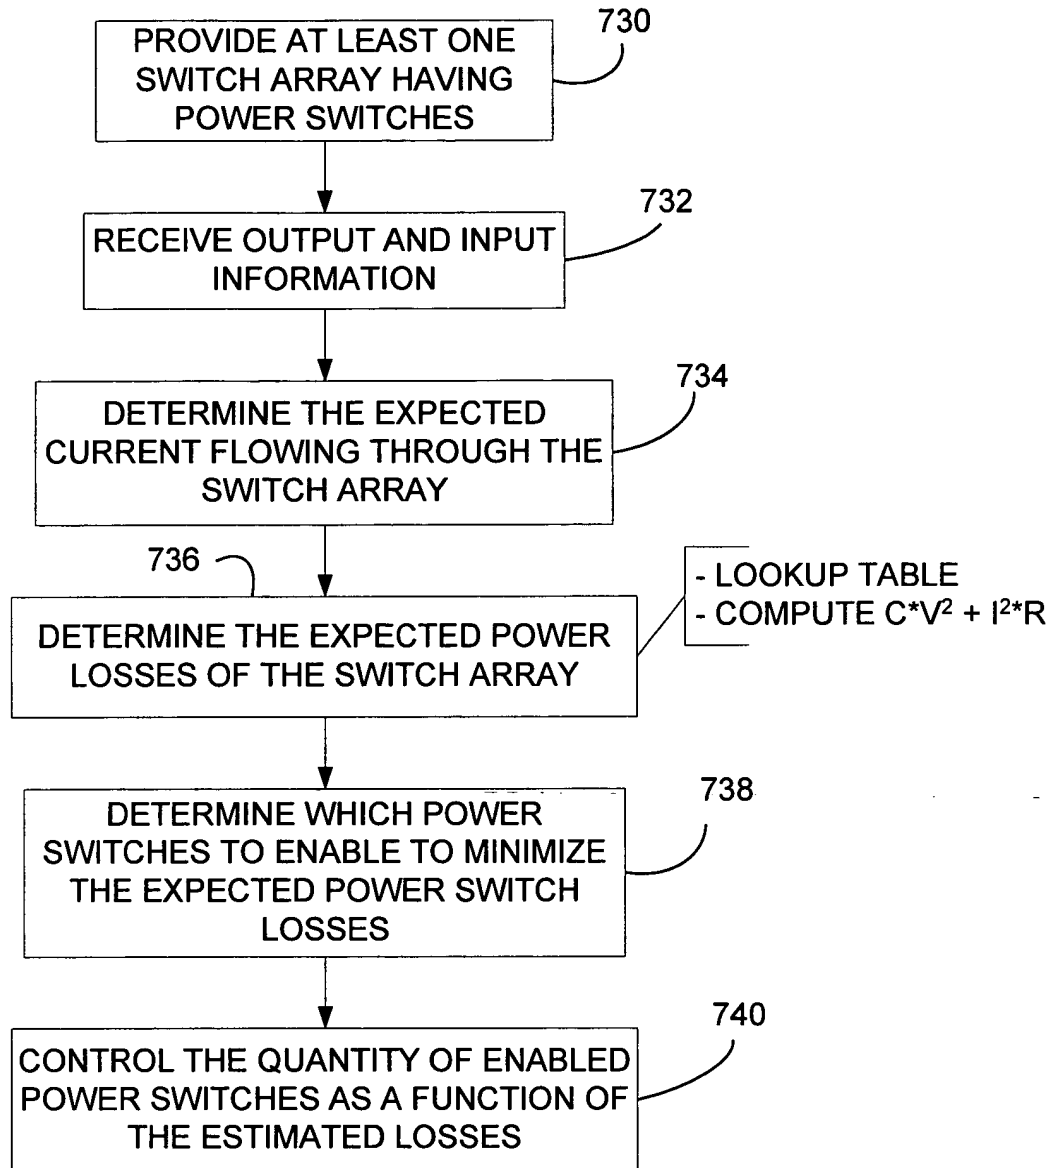 730
PROVIDE AT LEAST ONE
SWITCH ARRAY HAVING
POWER SWITCHES
732
RECEIVE OUTPUT AND INPUT
INFORMATION
734
DETERMINE THE EXPECTED
CURRENT FLOWING THROUGH THE
SWITCH ARRAY
736
DETERMINE THE EXPECTED POWER
LOSSES OF THE SWITCH ARRAY
- LOOKUP TABLE
- COMPUTE C*V² + I²*R
738
DETERMINE WHICH POWER
SWITCHES TO ENABLE TO MINIMIZE
THE EXPECTED POWER SWITCH
LOSSES
740
CONTROL THE QUANTITY OF ENABLED
POWER SWITCHES AS A FUNCTION OF
THE ESTIMATED LOSSES